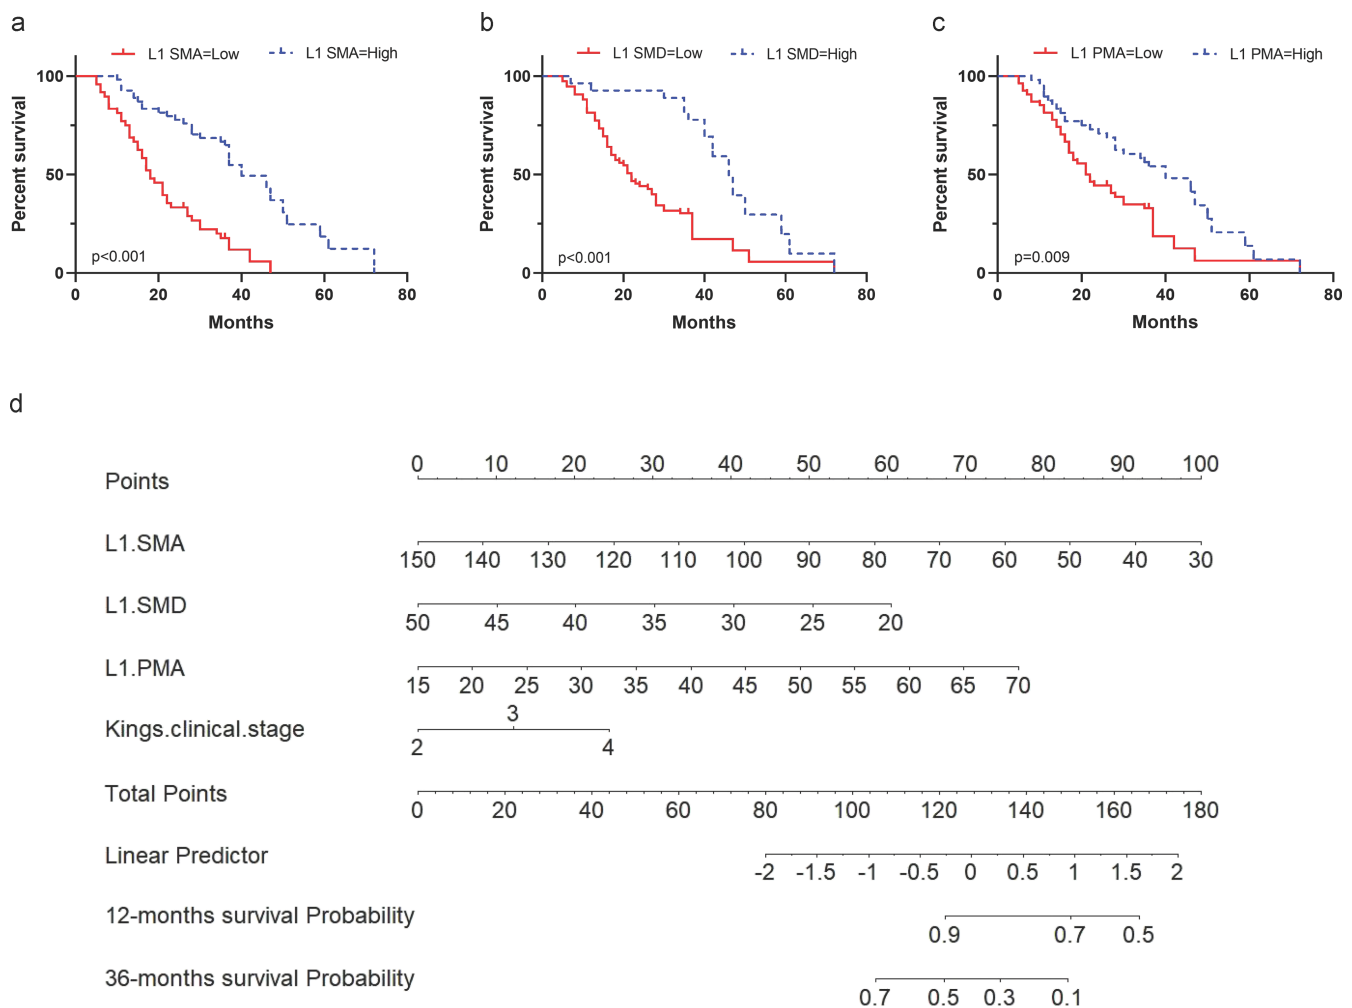 a
b
c
L1 SMA=Low L1 SMA=High
L1 SMD=Low L1 SMD=High
L1 PMA=Low L1 PMA=High
Percent survival
100
50
0
p<0.001
0 20 40 60 80
Months
Percent survival
100
50
0
p<0.001
0 20 40 60 80
Months
Percent survival
100
50
0
p=0.009
0 20 40 60 80
Months
d
Points
0 10 20 30 40 50 60 70 80 90 100
L1.SMA
150 140 130 120 110 100 90 80 70 60 50 40 30
L1.SMD
50 45 40 35 30 25 20
L1.PMA
15 20 25 30 35 40 45 50 55 60 65 70
Kings.clinical.stage
3
2 4
Total Points
0 20 40 60 80 100 120 140 160 180
Linear Predictor
-2 -1.5 -1 -0.5 0 0.5 1 1.5 2
12-months survival Probability
0.9 0.7 0.5
36-months survival Probability
0.7 0.5 0.3 0.1